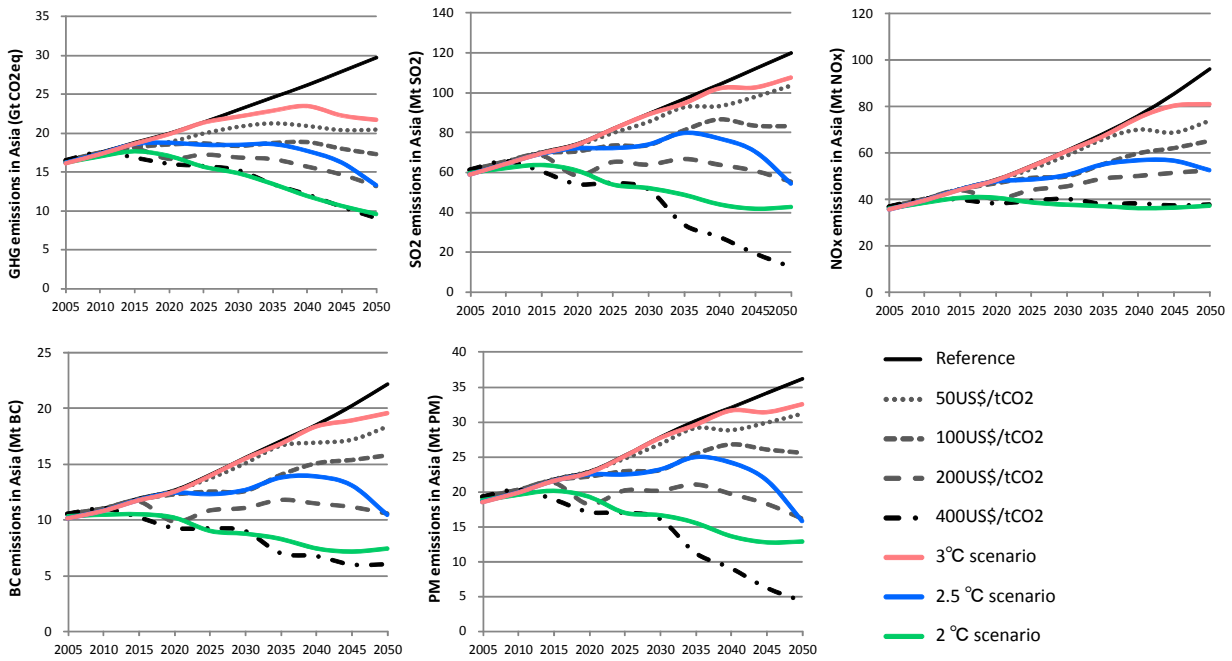 GHG emissions in Asia (Gt CO2eq)
35
30
25
20
15
10
5
0
2005 2010 2015 2020 2025 2030 2035 2040 2045 2050
SO2 emissions in Asia (Mt SO2)
140
120
100
80
60
40
20
0
2005 2010 2015 2020 2025 2030 2035 2040 2045 2050
NOx emissions in Asia (Mt NOx)
120
100
80
60
40
20
0
2005 2010 2015 2020 2025 2030 2035 2040 2045 2050
BC emissions in Asia (Mt BC)
25
20
15
10
5
0
2005 2010 2015 2020 2025 2030 2035 2040 2045 2050
PM emissions in Asia (Mt PM)
40
35
30
25
20
15
10
5
0
2005 2010 2015 2020 2025 2030 2035 2040 2045 2050
Reference
50US$/tCO2
100US$/tCO2
200US$/tCO2
400US$/tCO2
3℃ scenario
2.5 ℃ scenario
2 ℃ scenario